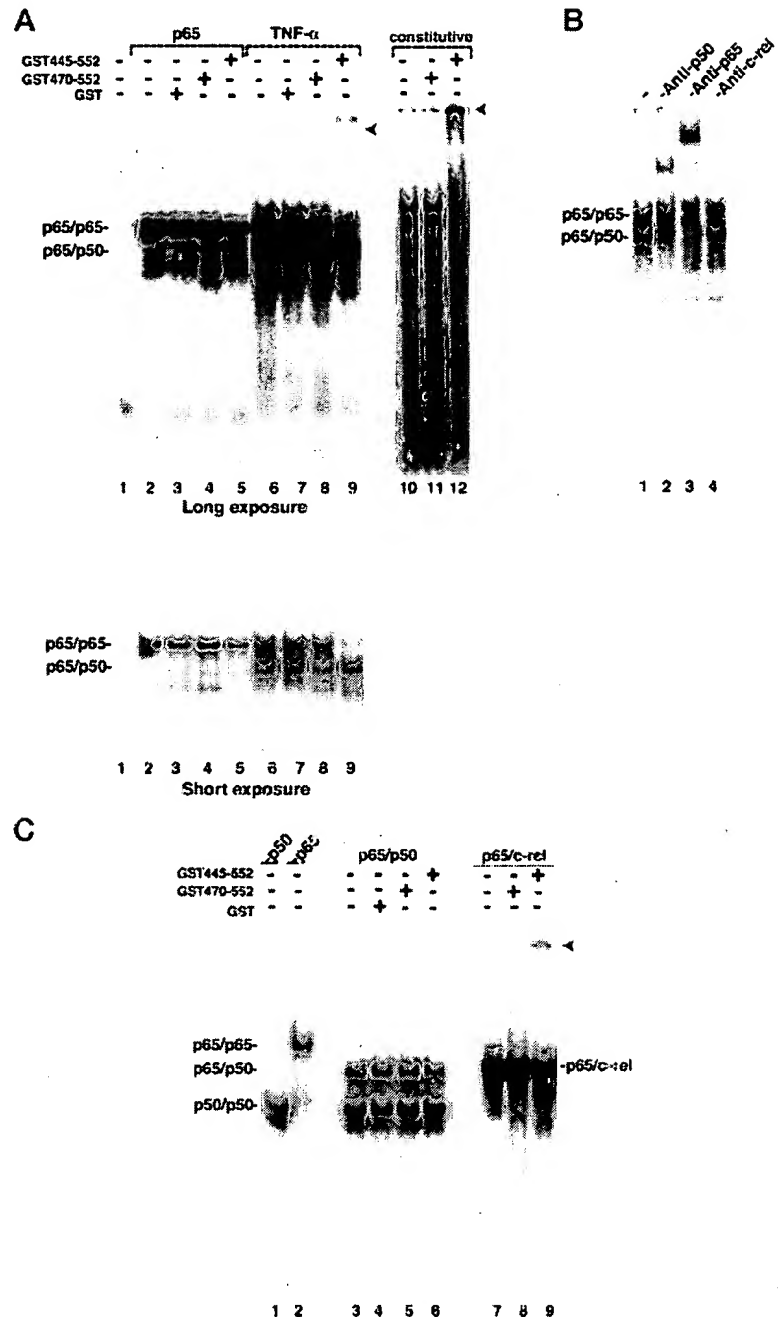 A
B
p65
TNF-α
constitutive
-Anti-p50
-Anti-p65
-Anti-c-rel
GST445-552 - - - - + - - - + - - +
GST470-552 - - - + - - - + - - + -
GST - - + - - - + - - - - -
p65/p65-
p65/p50-
p65/p65-
p65/p50-
1 2 3 4 5 6 7 8 9 10 11 12
1 2 3 4
Long exposure
p65/p65-
p65/p50-
1 2 3 4 5 6 7 8 9
Short exposure
C
p50
p65
p65/p50
p65/c-rel
GST445-552 - - - - - + - - +
GST470-552 - - - - + - - + -
GST - - - + - - - - -
p65/p65-
p65/p50-
-p65/c-rel
p50/p50-
1 2 3 4 5 6 7 8 9